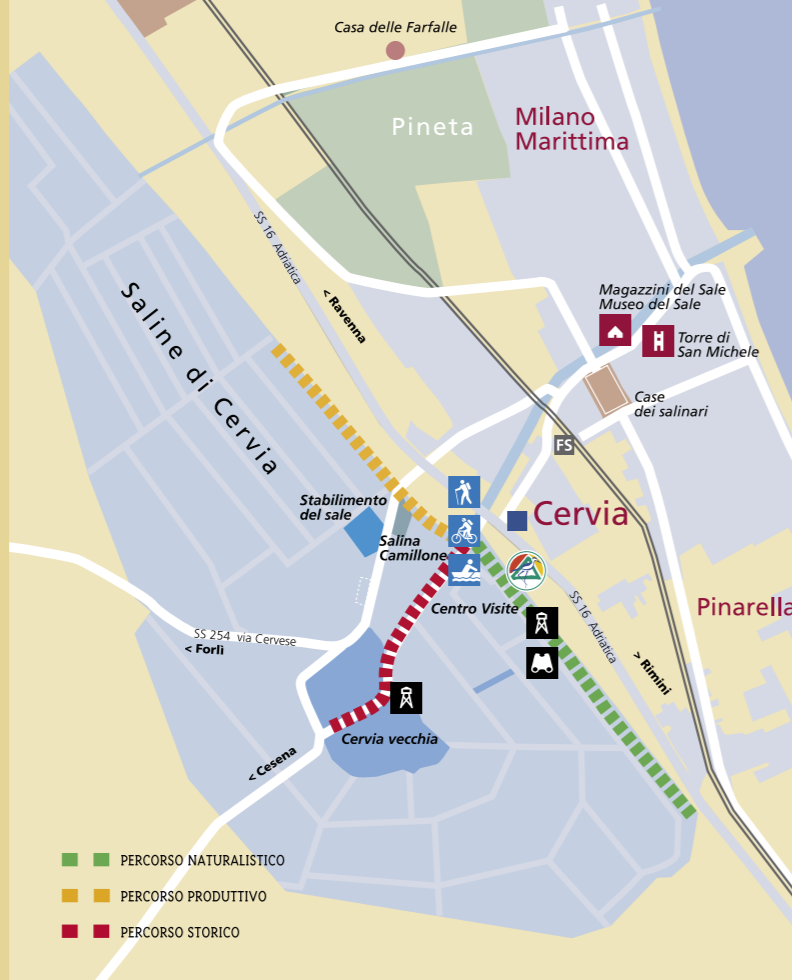 Casa delle Farfalle
Pineta
Milano
Marittima
SS 16 Adriatica
< Ravenna
Saline di Cervia
Magazzini del Sale
Museo del Sale
Torre di
San Michele
Case
dei salinari
FS
Stabilimento
del sale
Cervia
Salina
Camillone
Centro Visite
SS 16 Adriatica
Pinarella
> Rimini
SS 254 via Cervese
< Forlì
Cervia vecchia
< Cesena
PERCORSO NATURALISTICO
PERCORSO PRODUTTIVO
PERCORSO STORICO